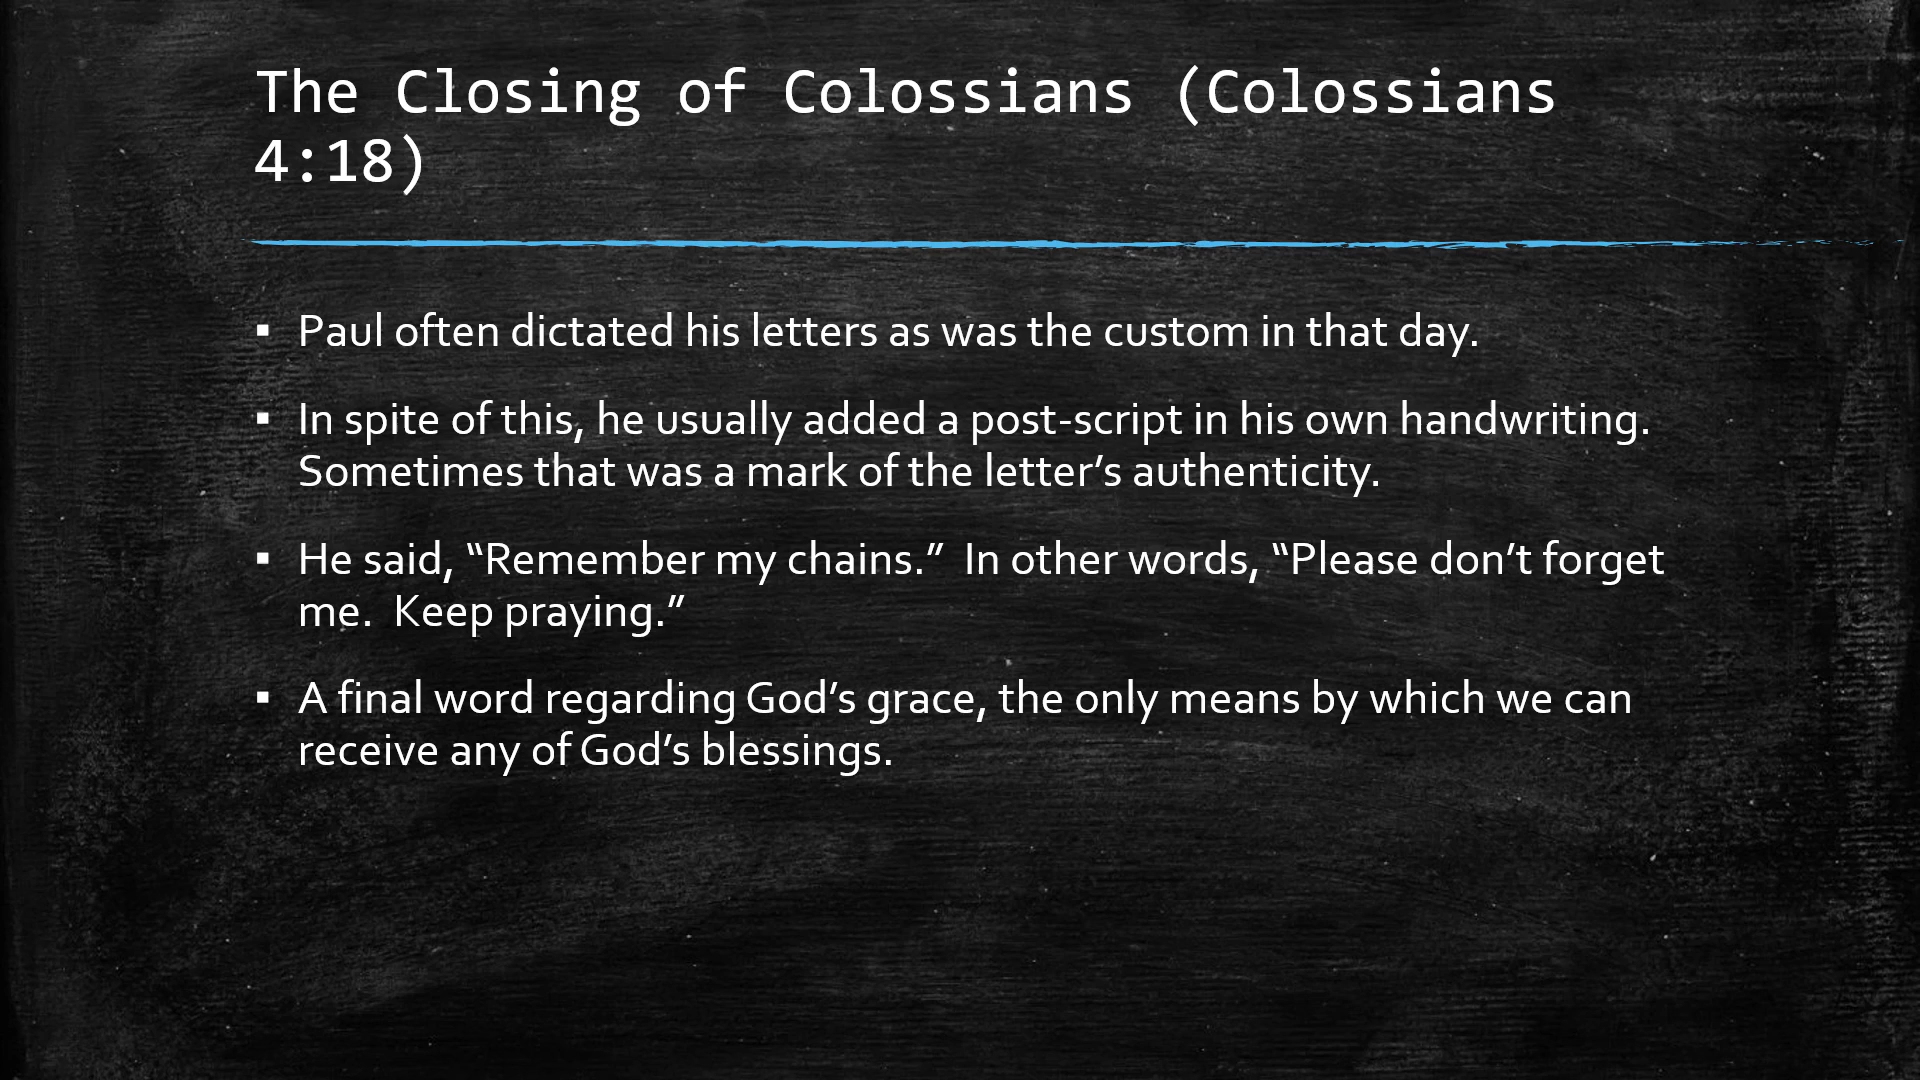 The Closing of Colossians (Colossians
4:18)
▪ Paul often dictated his letters as was the custom in that day.
▪ In spite of this, he usually added a post-script in his own handwriting.
Sometimes that was a mark of the letter’s authenticity.
▪ He said, “Remember my chains.”  In other words, “Please don’t forget
me.  Keep praying.”
▪ A final word regarding God’s grace, the only means by which we can
receive any of God’s blessings.